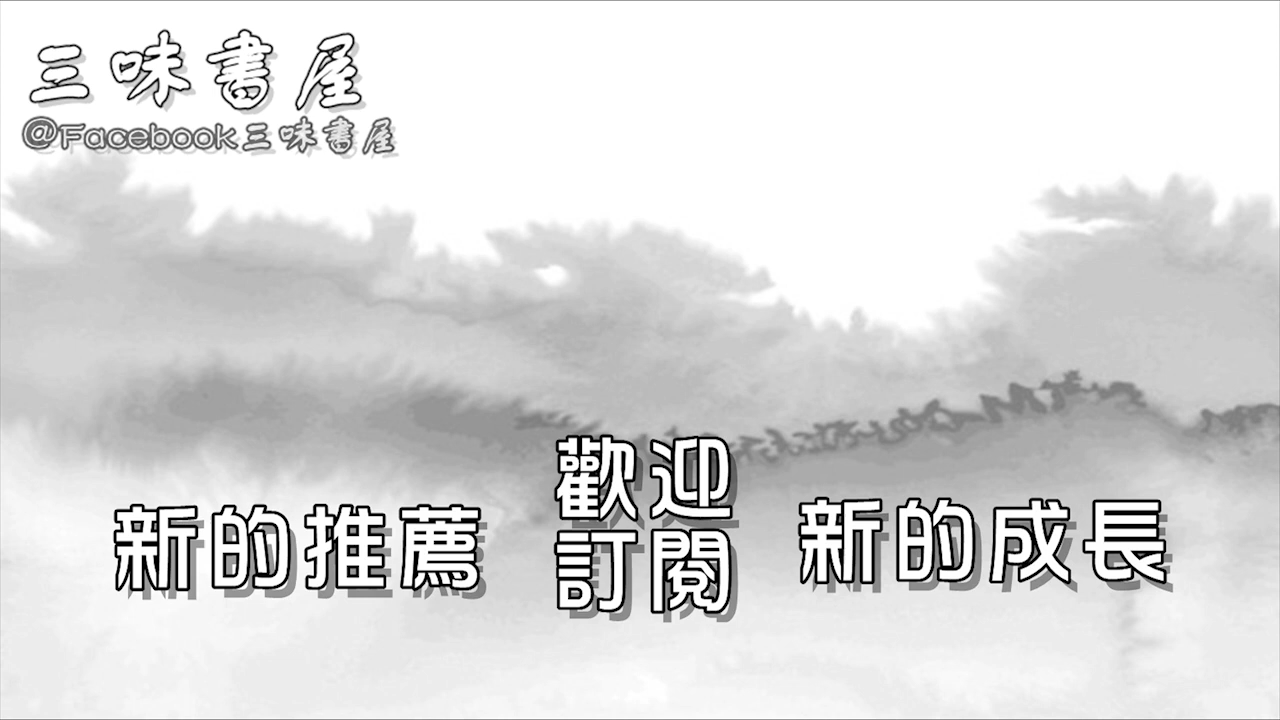 三味書屋
@Facebook三味書屋
新的推薦
歡迎
訂閱
新的成長